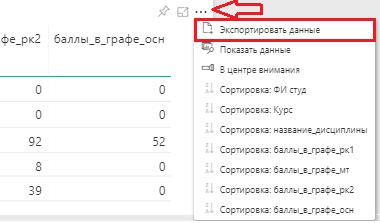 фе_рк2 баллы_в_графе_осн
0 0
0 0
92 52
8 0
39 0
Экспортировать данные
Показать данные
В центре внимания
Сортировка: ФИ студ
Сортировка: Курс
Сортировка: название_дисциплины
Сортировка: баллы_в_графе_рк1
Сортировка: баллы_в_графе_мт
Сортировка: баллы_в_графе_рк2
Сортировка: баллы_в_графе_осн